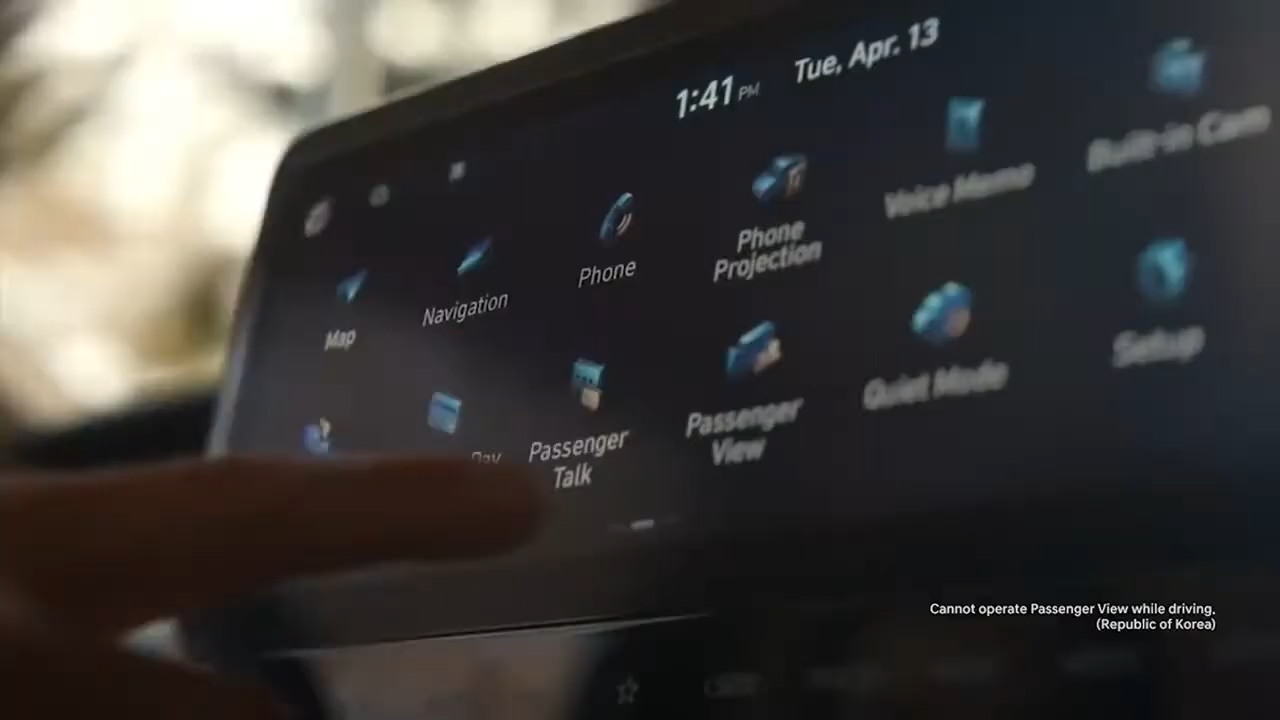 1:41 PM Tue, Apr. 13
Map
Navigation
Phone
Phone
Projection
Voice Memo
Built-in Cam
Pay
Passenger
Talk
Passenger
View
Quiet Mode
Setup
Cannot operate Passenger View while driving.
(Republic of Korea)